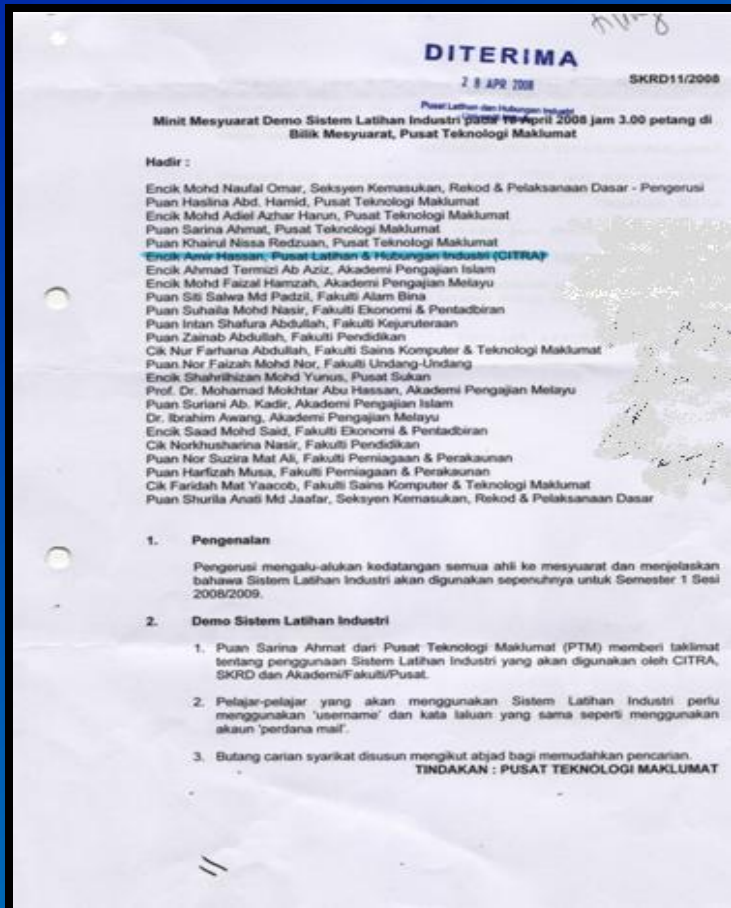 DITERIMA
28 APR 2008
SKRD11/2008
Pusat Latihan dan Hubungan Industri
Minit Mesyuarat Demo Sistem Latihan Industri pada April 2008 jam 3.00 petang di
Bilik Mesyuarat, Pusat Teknologi Maklumat
Hadir :
Encik Mohd Naufal Omar, Seksyen Kemasukan, Rekod & Pelaksanaan Dasar - Pengerusi
Puan Haslina Abd. Hamid, Pusat Teknologi Maklumat
Encik Mohd Adiel Azhar Harun, Pusat Teknologi Maklumat
Puan Sarina Ahmat, Pusat Teknologi Maklumat
Puan Khairul Nissa Redzuan, Pusat Teknologi Maklumat
Encik Amir Hassan, Pusat Latihan & Hubungan Industri (CITRA)
Encik Ahmad Termizi Ab Aziz, Akademi Pengajian Islam
Encik Mohd Faizal Hamzah, Akademi Pengajian Melayu
Puan Siti Salwa Md Padzil, Fakulti Alam Bina
Puan Suhaila Mohd Nasir, Fakulti Ekonomi & Pentadbiran
Puan Intan Shafura Abdullah, Fakulti Kejuruteraan
Puan Zainab Abdullah, Fakulti Pendidikan
Cik Nur Farhana Abdullah, Fakulti Sains Komputer & Teknologi Maklumat
Puan Nor Faizah Mohd Nor, Fakulti Undang-Undang
Encik Shahrilhizan Mohd Yunus, Pusat Sukan
Prof. Dr. Mohamad Mokhtar Abu Hassan, Akademi Pengajian Melayu
Puan Suriani Ab. Kadir, Akademi Pengajian Islam
Dr. Ibrahim Awang, Akademi Pengajian Melayu
Encik Saad Mohd Said, Fakulti Ekonomi & Pentadbiran
Cik Norkhusharina Nasir, Fakulti Pendidikan
Puan Nor Suzira Mat Ali, Fakulti Perniagaan & Perakaunan
Puan Harfizah Musa, Fakulti Perniagaan & Perakaunan
Cik Faridah Mat Yaacob, Fakulti Sains Komputer & Teknologi Maklumat
Puan Shurila Anati Md Jaafar, Seksyen Kemasukan, Rekod & Pelaksanaan Dasar
1. Pengenalan
Pengerusi mengalu-alukan kedatangan semua ahli ke mesyuarat dan menjelaskan
bahawa Sistem Latihan Industri akan digunakan sepenuhnya untuk Semester 1 Sesi
2008/2009.
2. Demo Sistem Latihan Industri
1. Puan Sarina Ahmat dari Pusat Teknologi Maklumat (PTM) memberi taklimat
tentang penggunaan Sistem Latihan Industri yang akan digunakan oleh CITRA,
SKRD dan Akademi/Fakulti/Pusat.
2. Pelajar-pelajar yang akan menggunakan Sistem Latihan Industri perlu
menggunakan 'username' dan kata laluan yang sama seperti menggunakan
akaun 'perdana mail'.
3. Butang carian syarikat disusun mengikut abjad bagi memudahkan pencarian.
TINDAKAN : PUSAT TEKNOLOGI MAKLUMAT